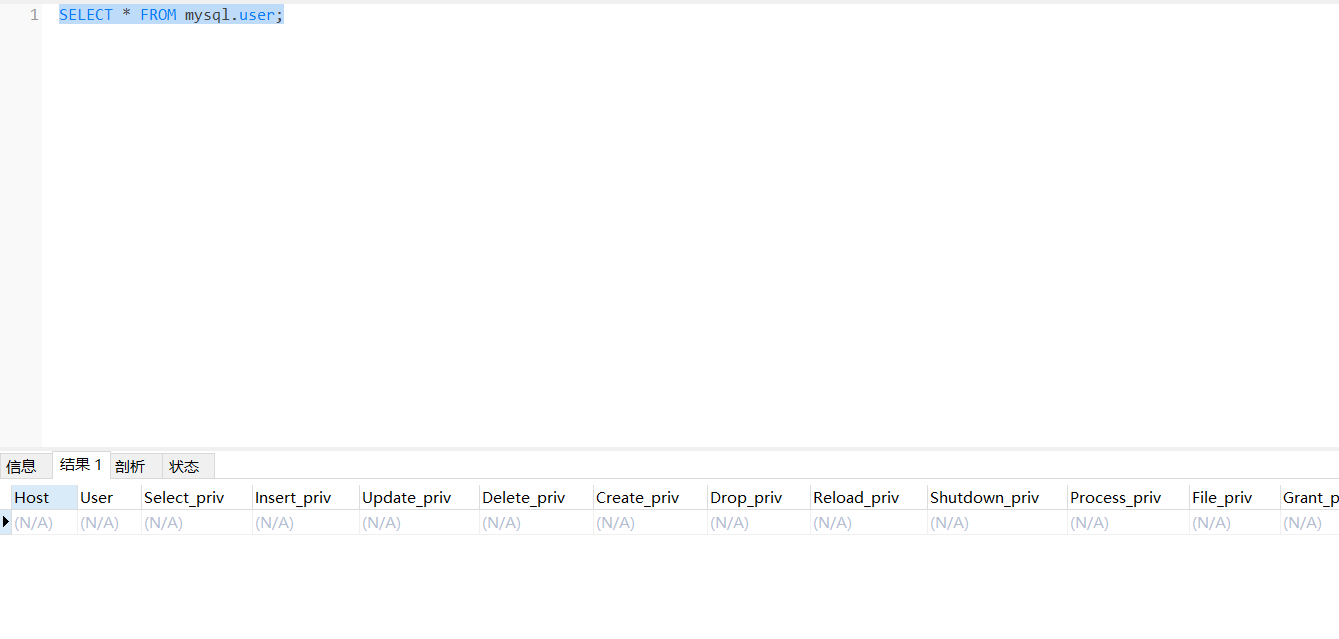 1 SELECT * FROM mysql.user;
信息 结果 1 剖析 状态
Host User Select_priv Insert_priv Update_priv Delete_priv Create_priv Drop_priv Reload_priv Shutdown_priv Process_priv File_priv Grant_p
(N/A) (N/A) (N/A) (N/A) (N/A) (N/A) (N/A) (N/A) (N/A) (N/A) (N/A) (N/A) (N/A)